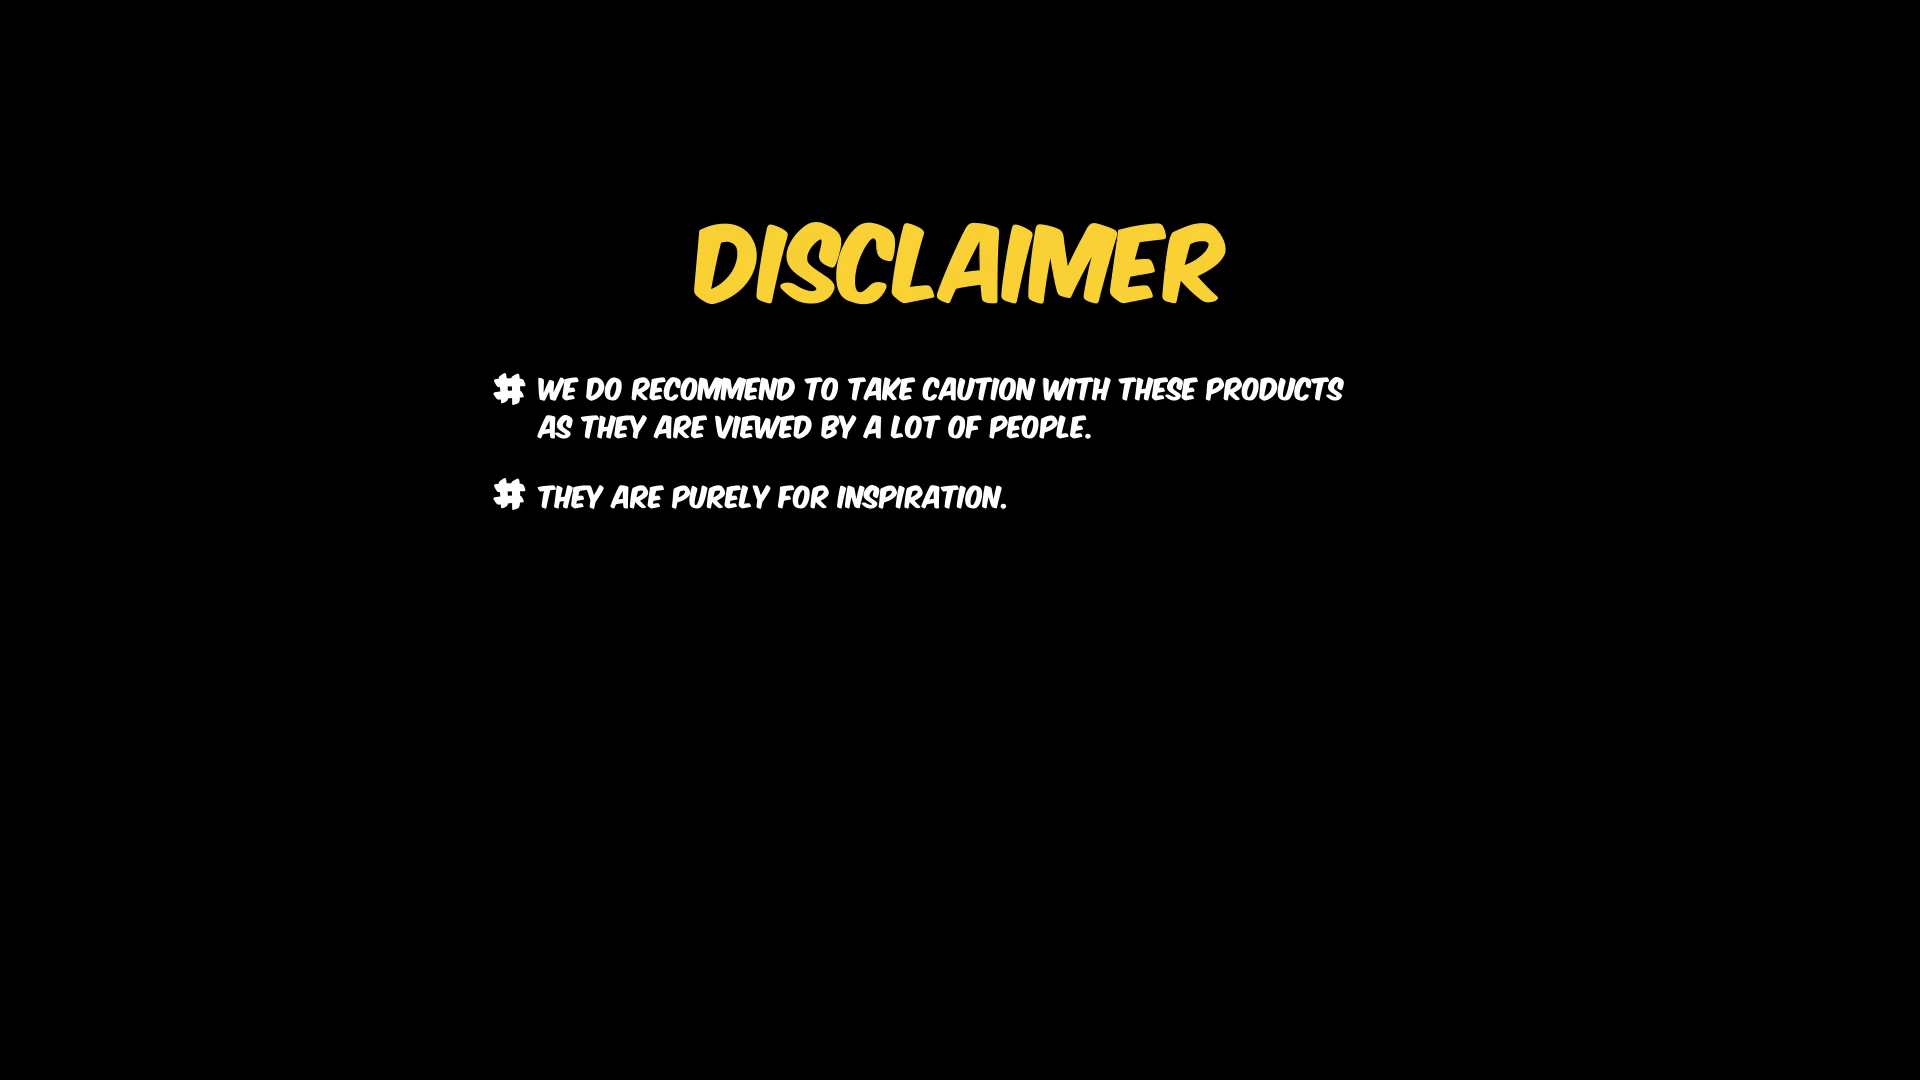 DISCLAIMER
# WE DO RECOMMEND TO TAKE CAUTION WITH THESE PRODUCTS
AS THEY ARE VIEWED BY A LOT OF PEOPLE.
# THEY ARE PURELY FOR INSPIRATION.